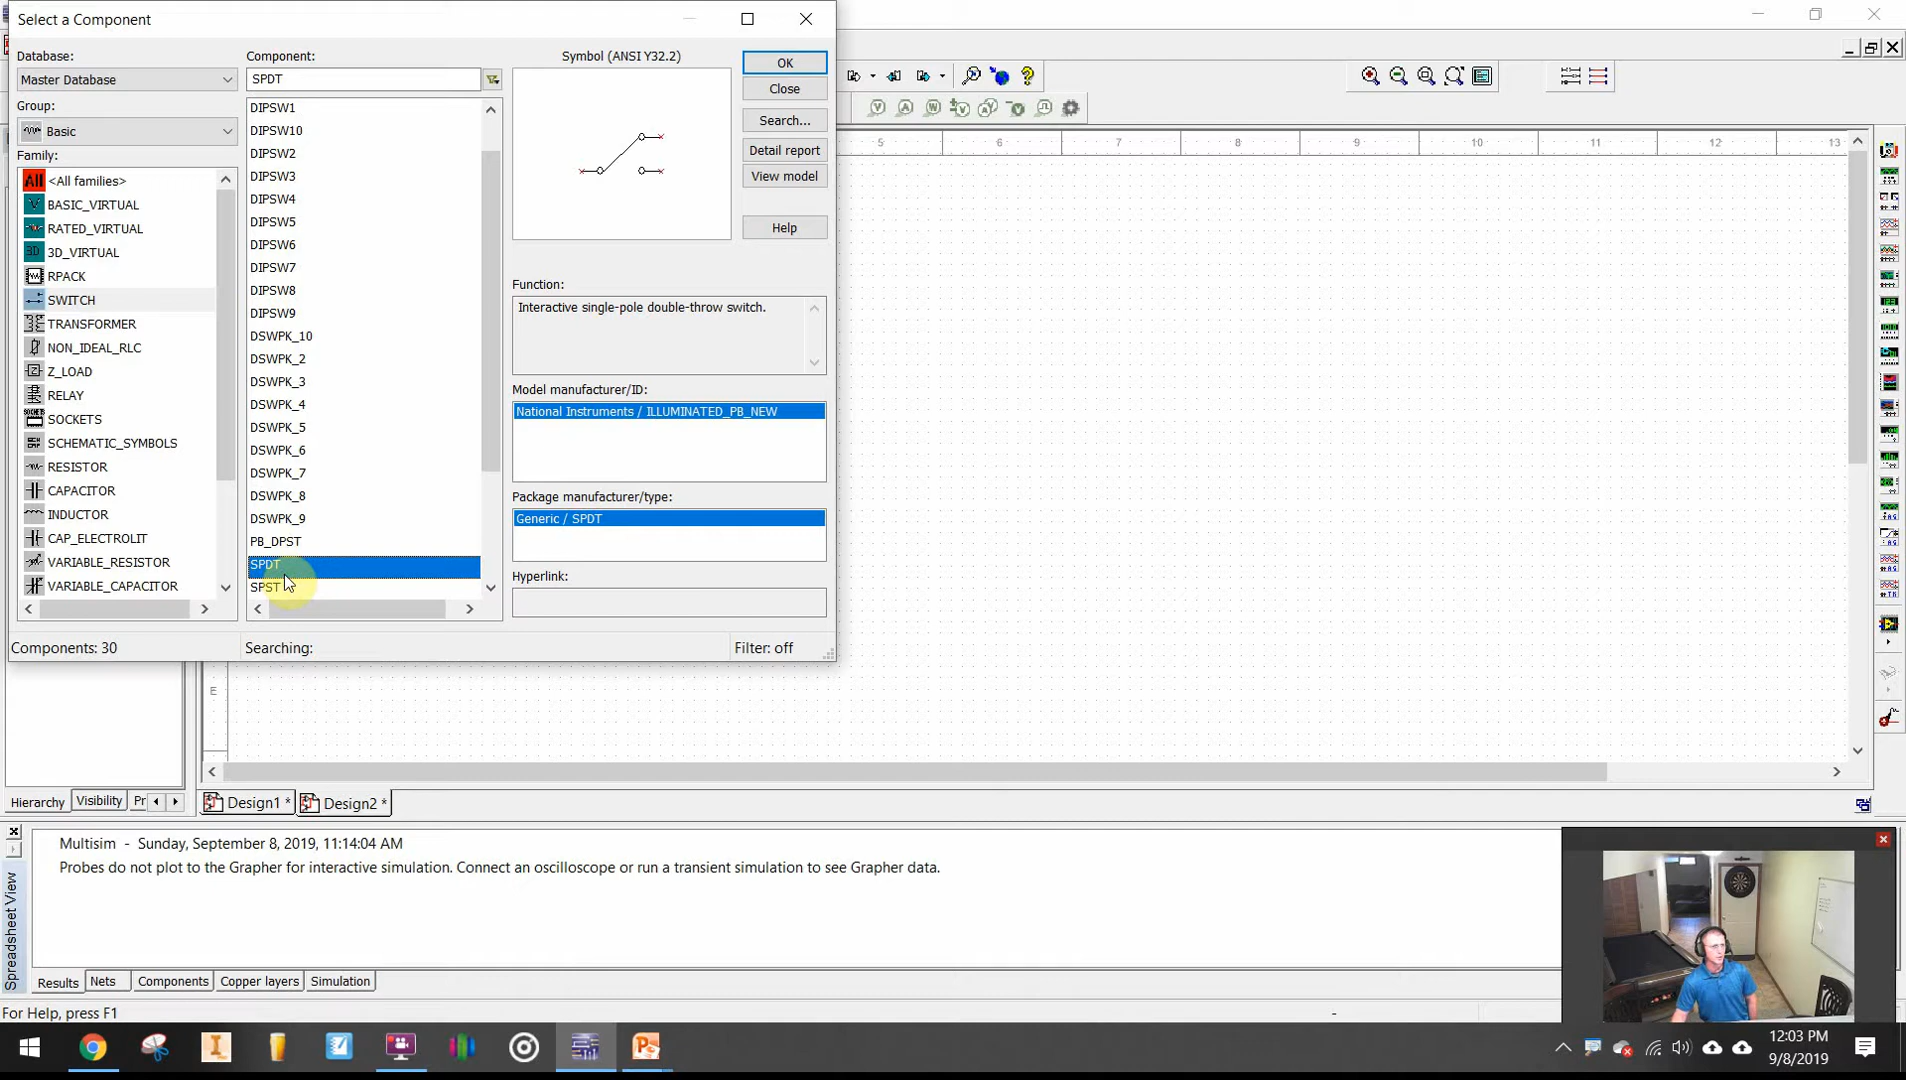 Select a Component
Database:
Master Database
Group:
Basic
Family:
All <All families>
BASIC_VIRTUAL
RATED_VIRTUAL
3D 3D_VIRTUAL
RPACK
SWITCH
TRANSFORMER
NON_IDEAL_RLC
Z_LOAD
RELAY
SOCKETS
SCHEMATIC_SYMBOLS
RESISTOR
CAPACITOR
INDUCTOR
CAP_ELECTROLIT
VARIABLE_RESISTOR
VARIABLE_CAPACITOR
Component:
SPDT
DIPSW1
DIPSW10
DIPSW2
DIPSW3
DIPSW4
DIPSW5
DIPSW6
DIPSW7
DIPSW8
DIPSW9
DSWPK_10
DSWPK_2
DSWPK_3
DSWPK_4
DSWPK_5
DSWPK_6
DSWPK_7
DSWPK_8
DSWPK_9
PB_DPST
SPDT
SPST
Symbol (ANSI Y32.2)
OK
Close
Search...
Detail report
View model
Help
Function:
Interactive single-pole double-throw switch.
Model manufacturer/ID:
National Instruments / ILLUMINATED_PB_NEW
Package manufacturer/type:
Generic / SPDT
Hyperlink:
Components: 30
Searching:
Filter: off
5 6 7 8 9 10 11 12 13
E
Hierarchy
Visibility
Pr
Design1 *
Design2 *
Spreadsheet View
Multisim - Sunday, September 8, 2019, 11:14:04 AM
Probes do not plot to the Grapher for interactive simulation. Connect an oscilloscope or run a transient simulation to see Grapher data.
Results
Nets
Components
Copper layers
Simulation
For Help, press F1
-
12:03 PM
9/8/2019